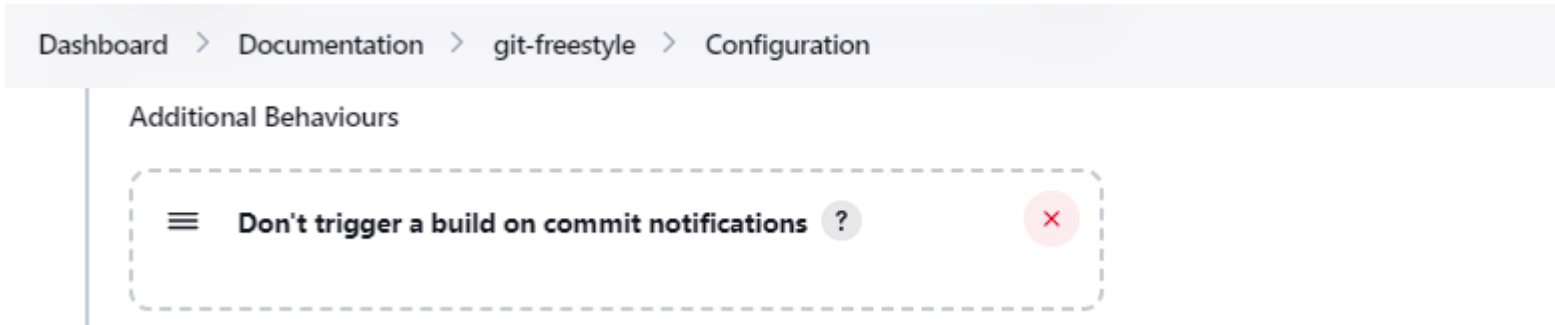 Dashboard > Documentation > git-freestyle > Configuration
Additional Behaviours
Don't trigger a build on commit notifications ?